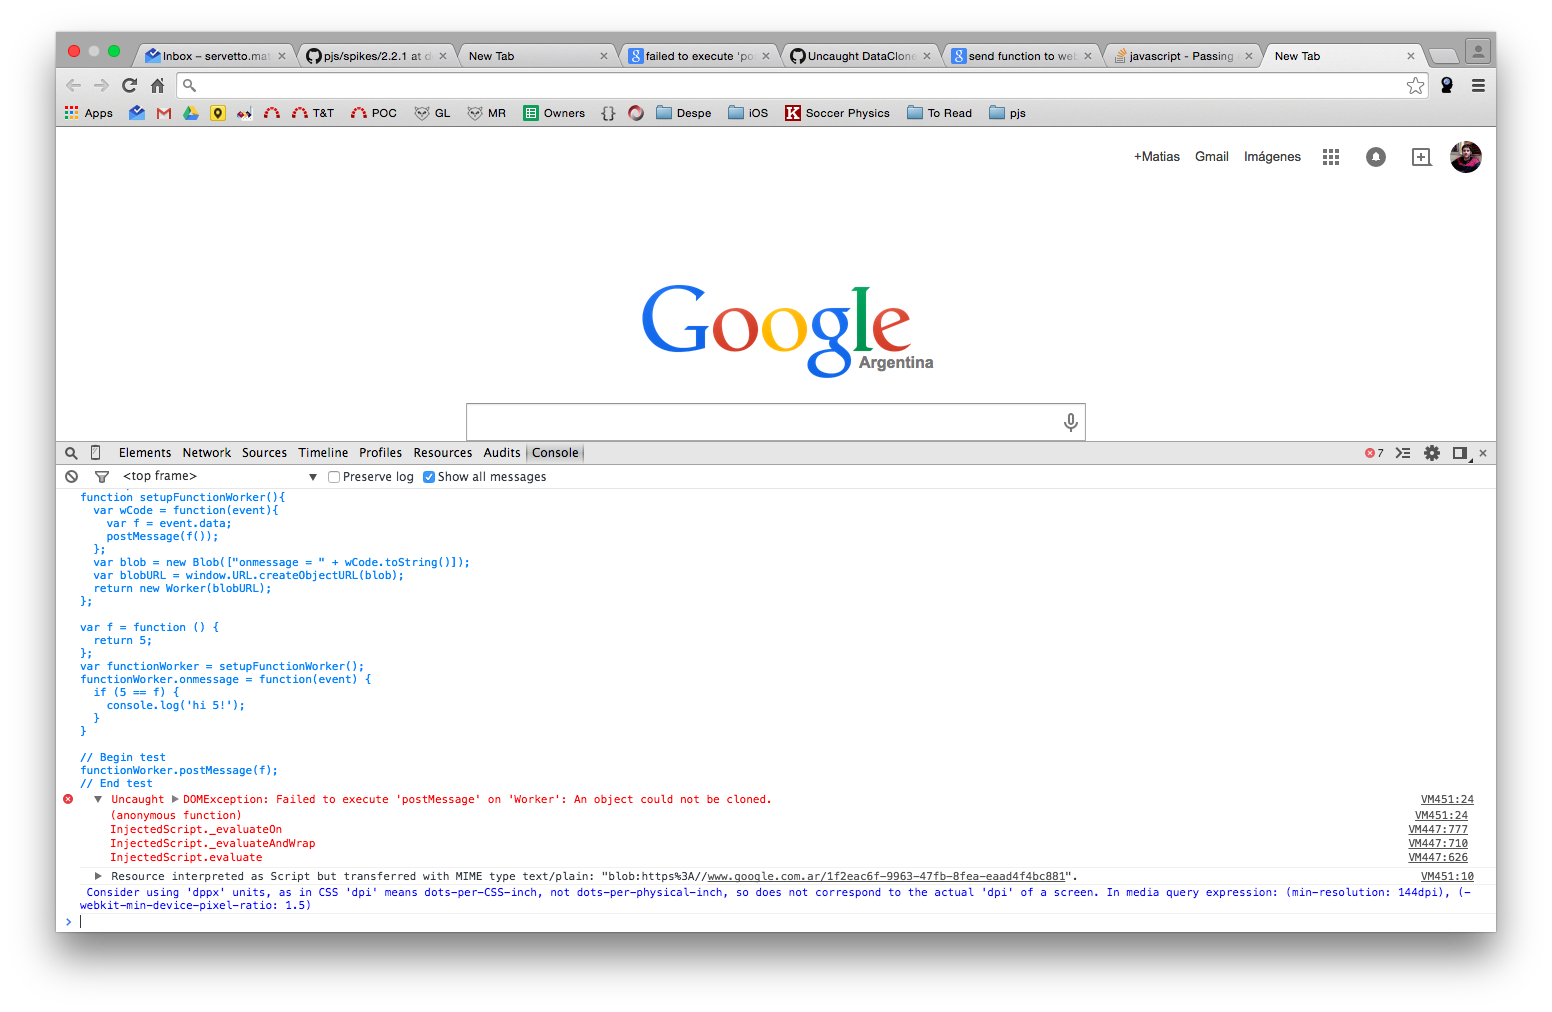 Inbox – servetto.mat
pjs/spikes/2.2.1 at d
New Tab
failed to execute 'po
Uncaught DataClone
send function to web
javascript - Passing
New Tab
Apps
T&T
POC
GL
MR
Owners
{}
Despe
iOS
K
Soccer Physics
To Read
pjs
+Matias
Gmail
Imágenes
Google
Argentina
Elements Network Sources Timeline Profiles Resources Audits Console
7
<top frame>
Preserve log
Show all messages
function setupFunctionWorker(){
  var wCode = function(event){
    var f = event.data;
    postMessage(f());
  };
  var blob = new Blob(["onmessage = " + wCode.toString()]);
  var blobURL = window.URL.createObjectURL(blob);
  return new Worker(blobURL);
};
var f = function () {
  return 5;
};
var functionWorker = setupFunctionWorker();
functionWorker.onmessage = function(event) {
  if (5 == f) {
    console.log('hi 5!');
  }
}
// Begin test
functionWorker.postMessage(f);
// End test
Uncaught DOMException: Failed to execute 'postMessage' on 'Worker': An object could not be cloned. VM451:24
(anonymous function) VM451:24
InjectedScript._evaluateOn VM447:777
InjectedScript._evaluateAndWrap VM447:710
InjectedScript.evaluate VM447:626
Resource interpreted as Script but transferred with MIME type text/plain: "blob:https%3A//www.google.com.ar/1f2eac6f-9963-47fb-8fea-eaad4f4bc881". VM451:10
Consider using 'dppx' units, as in CSS 'dpi' means dots-per-CSS-inch, not dots-per-physical-inch, so does not correspond to the actual 'dpi' of a screen. In media query expression: (min-resolution: 144dpi), (-
webkit-min-device-pixel-ratio: 1.5)
>